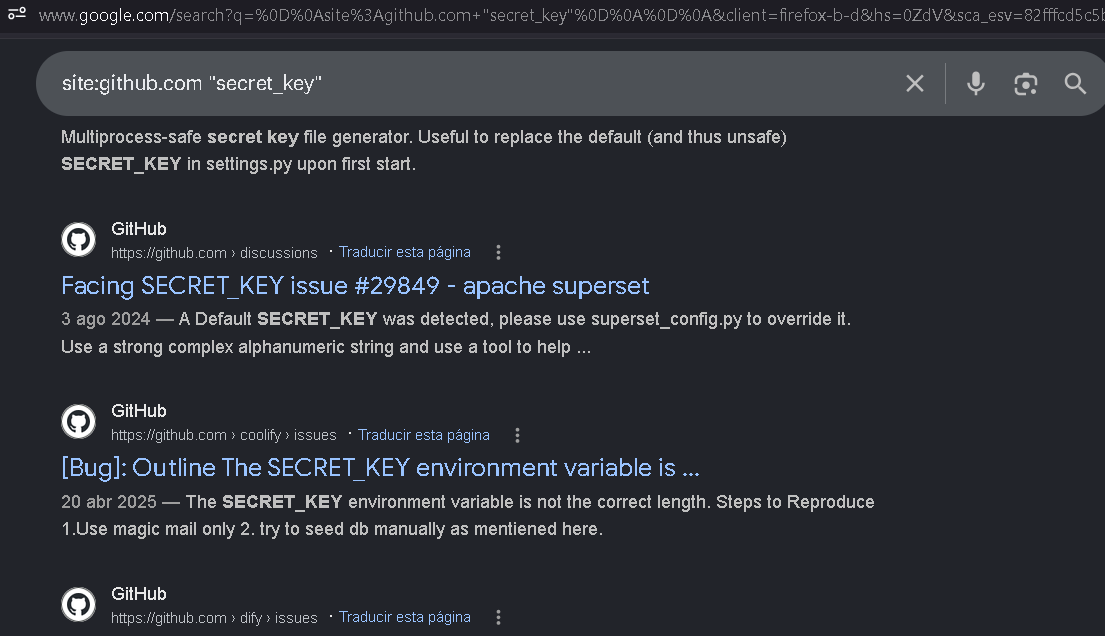 www.google.com/search?q=%0D%0Asite%3Agithub.com+"secret_key"%0D%0A%0D%0A&client=firefox-b-d&hs=0ZdV&sca_esv=82fffcd5c5b
site:github.com "secret_key"
Multiprocess-safe secret key file generator. Useful to replace the default (and thus unsafe)
SECRET_KEY in settings.py upon first start.
GitHub
https://github.com › discussions · Traducir esta página
Facing SECRET_KEY issue #29849 - apache superset
3 ago 2024 — A Default SECRET_KEY was detected, please use superset_config.py to override it.
Use a strong complex alphanumeric string and use a tool to help ...
GitHub
https://github.com › coolify › issues · Traducir esta página
[Bug]: Outline The SECRET_KEY environment variable is ...
20 abr 2025 — The SECRET_KEY environment variable is not the correct length. Steps to Reproduce
1.Use magic mail only 2. try to seed db manually as mentiened here.
GitHub
https://github.com › dify › issues · Traducir esta página